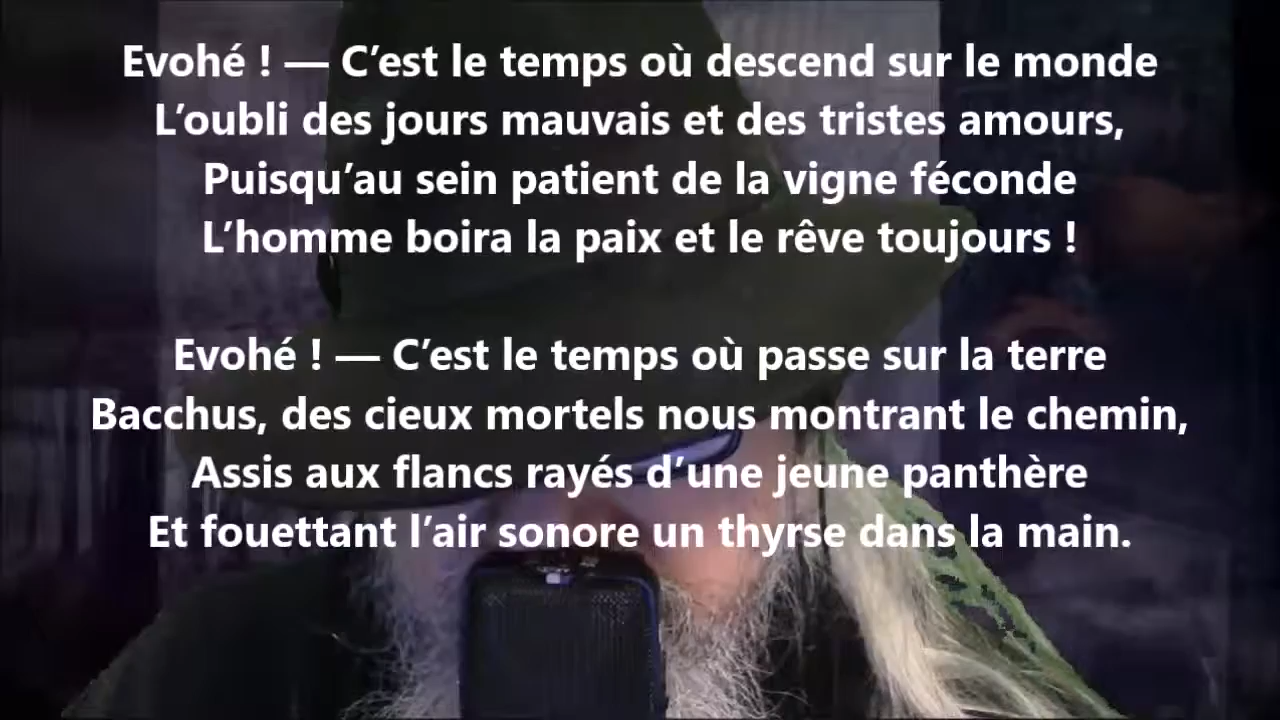 Evohé ! — C’est le temps où descend sur le monde
L’oubli des jours mauvais et des tristes amours,
Puisqu’au sein patient de la vigne féconde
L’homme boira la paix et le rêve toujours !
Evohé ! — C’est le temps où passe sur la terre
Bacchus, des cieux mortels nous montrant le chemin,
Assis aux flancs rayés d’une jeune panthère
Et fouettant l’air sonore un thyrse dans la main.